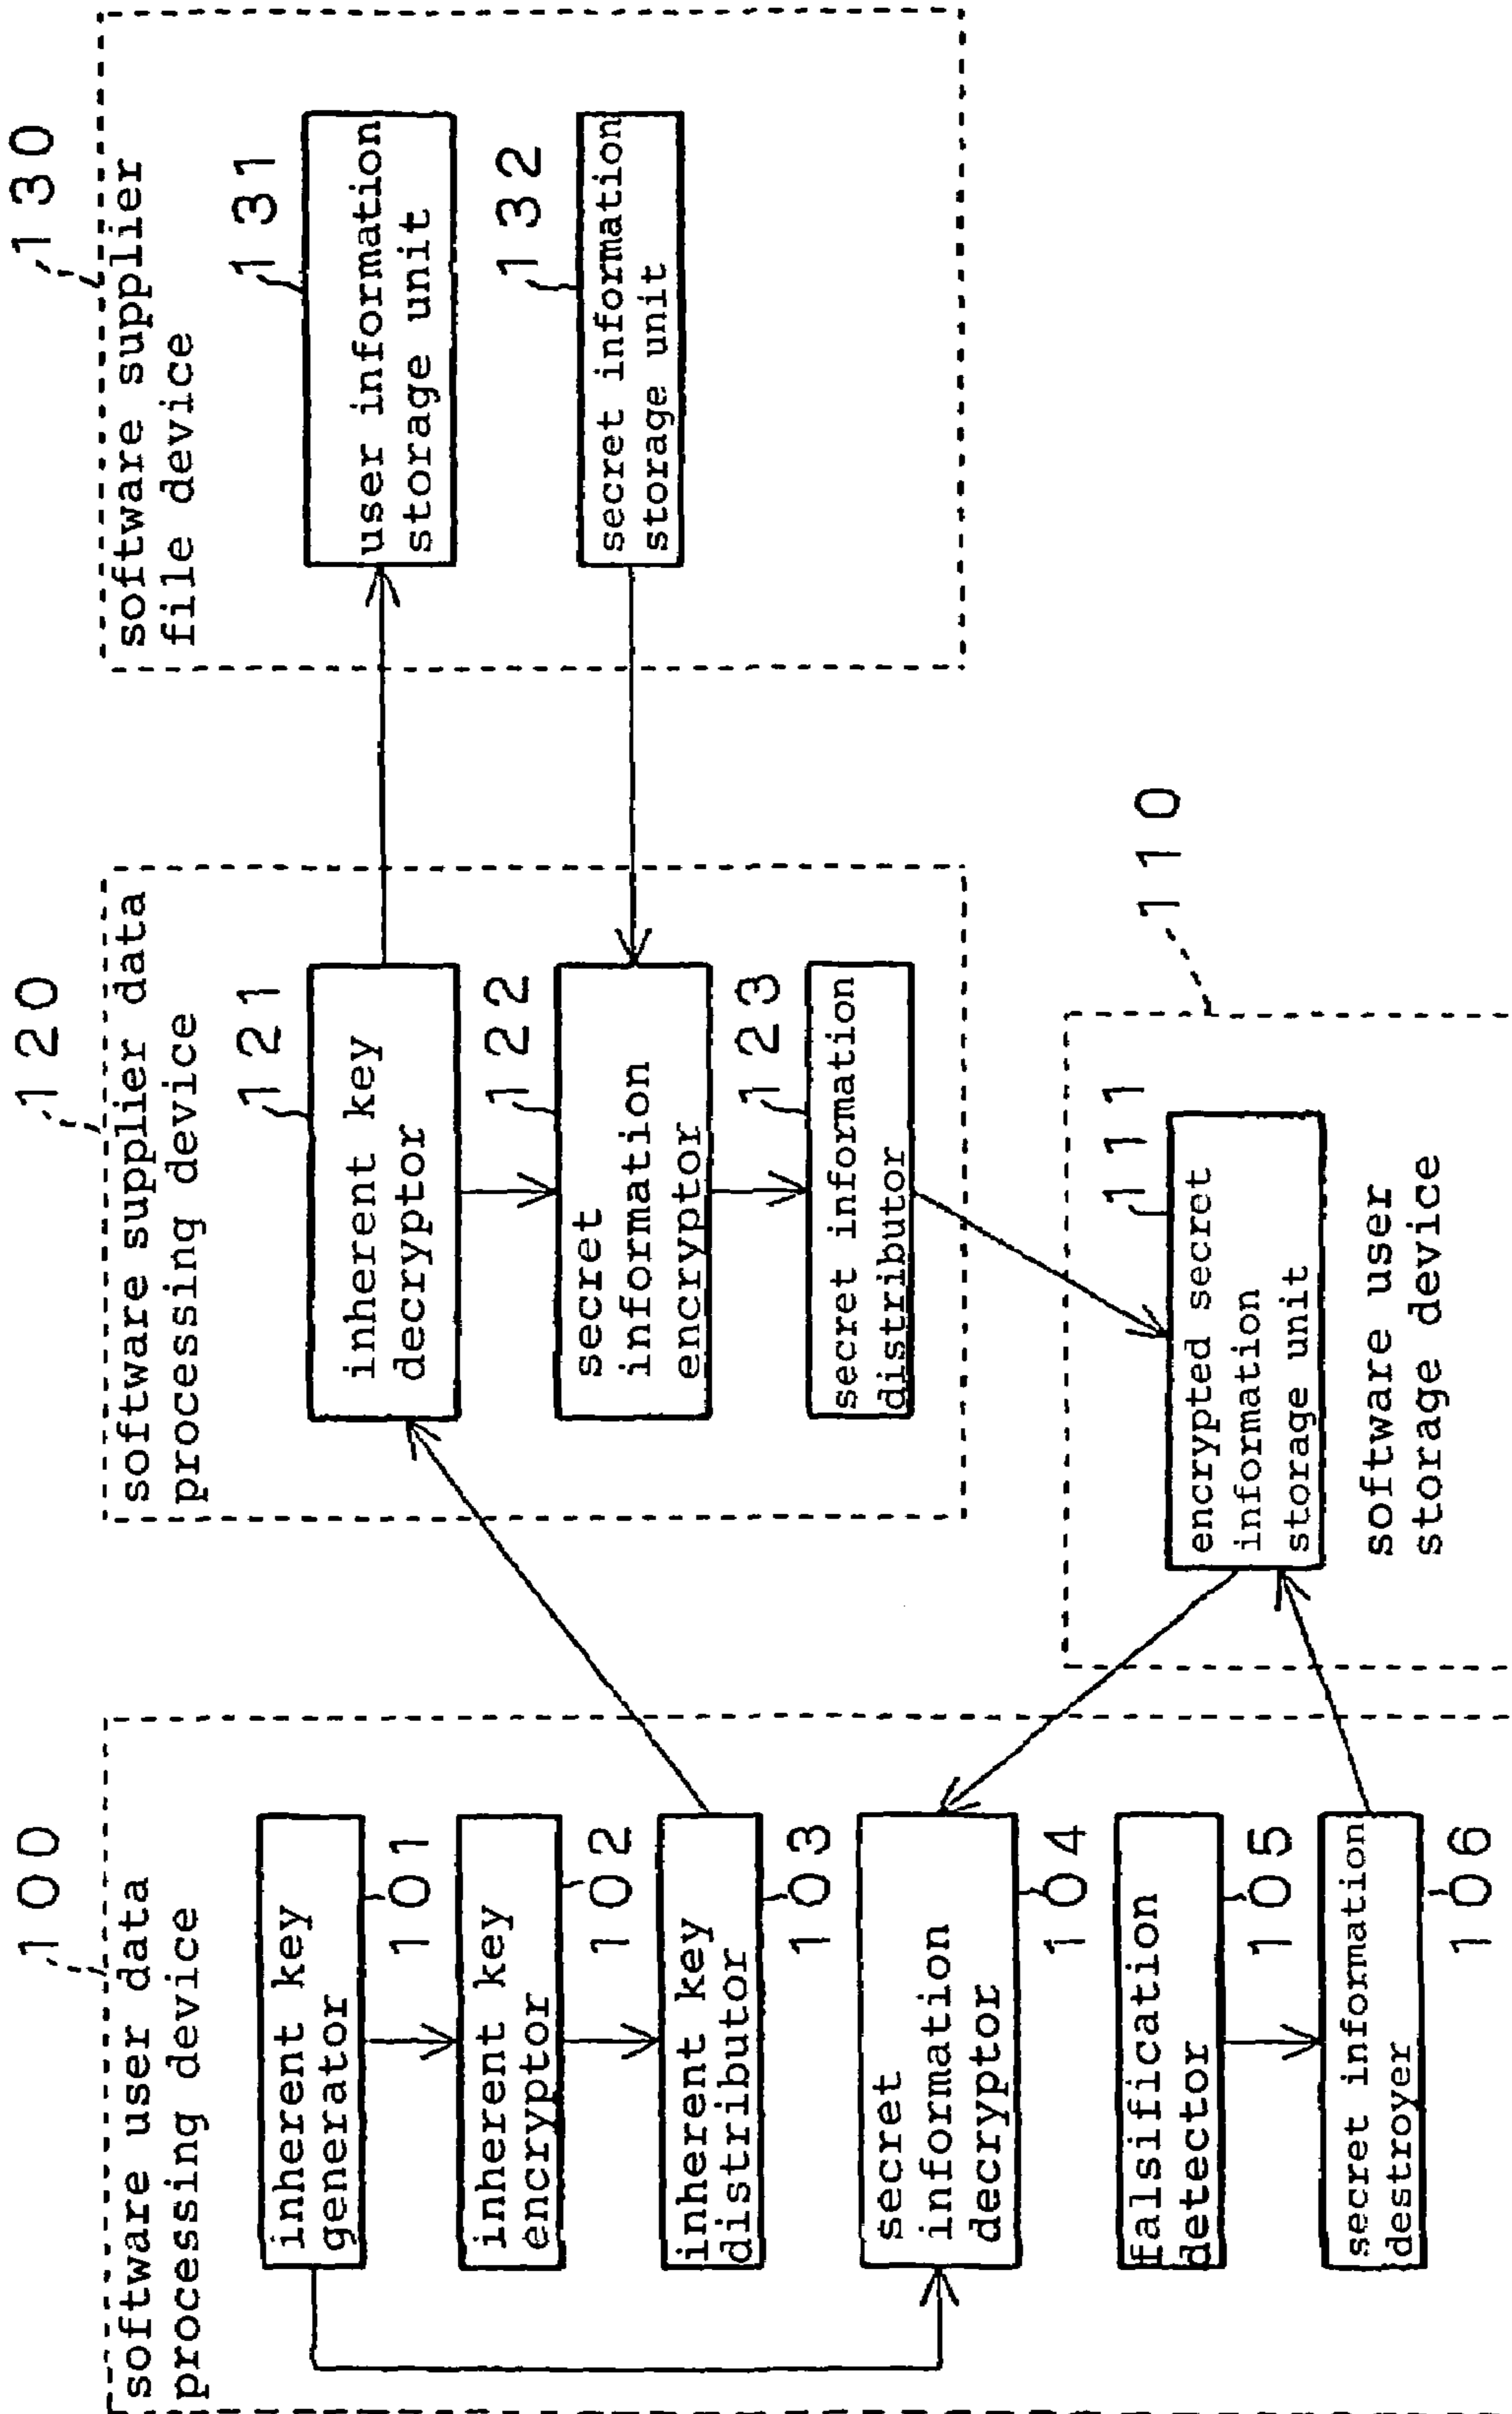 100
software user data
processing device
inherent key
generator
101
inherent key
encryptor
102
inherent key
distributor
103
secret
information
decryptor
104
falsification
detector
105
secret information
destroyer
106
120
software supplier data
processing device
121
inherent key
decryptor
122
secret
information
encryptor
123
secret information
distributor
110
111
encrypted secret
information
storage unit
software user
storage device
130
software supplier
file device
131
user information
storage unit
132
secret information
storage unit